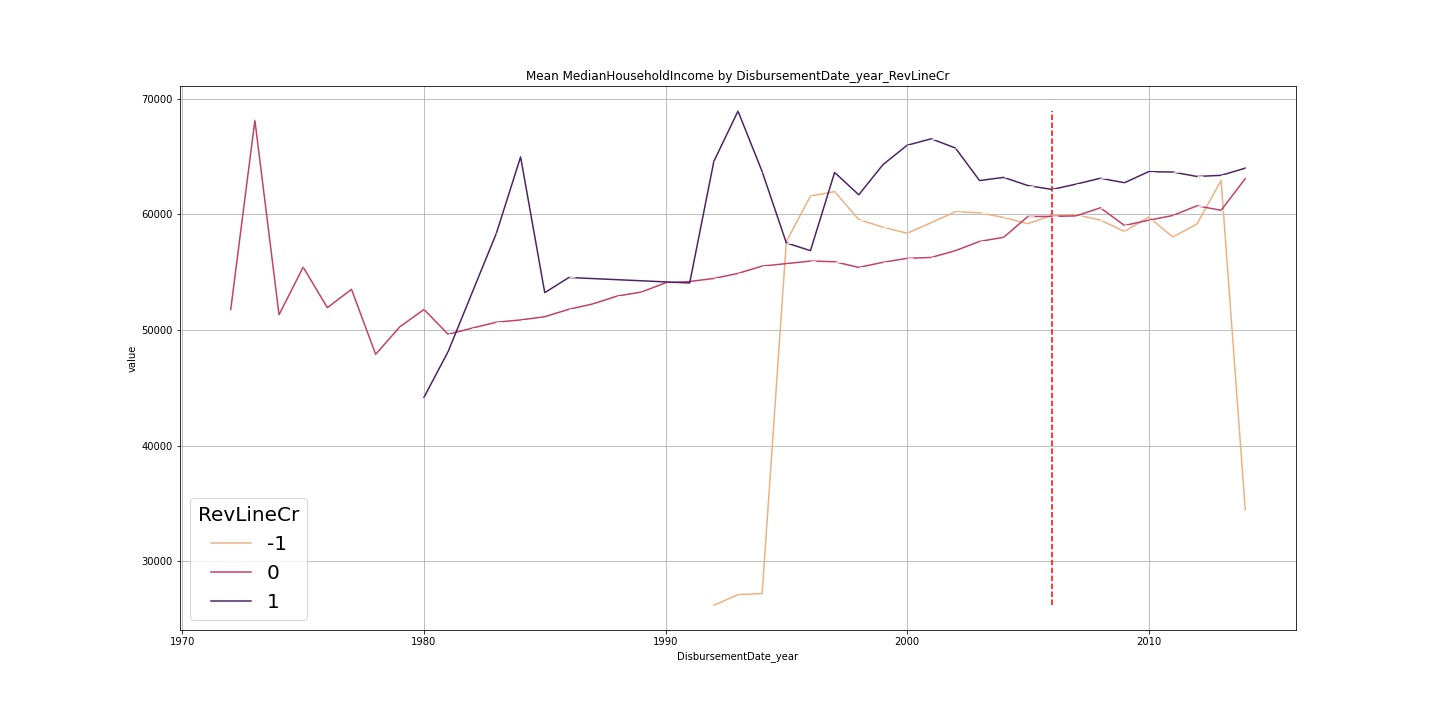 Mean MedianHouseholdIncome by DisbursementDate_year_RevLineCr
70000
60000
50000
40000
30000
value
RevLineCr
-1
0
1
1970 1980 1990 2000 2010
DisbursementDate_year